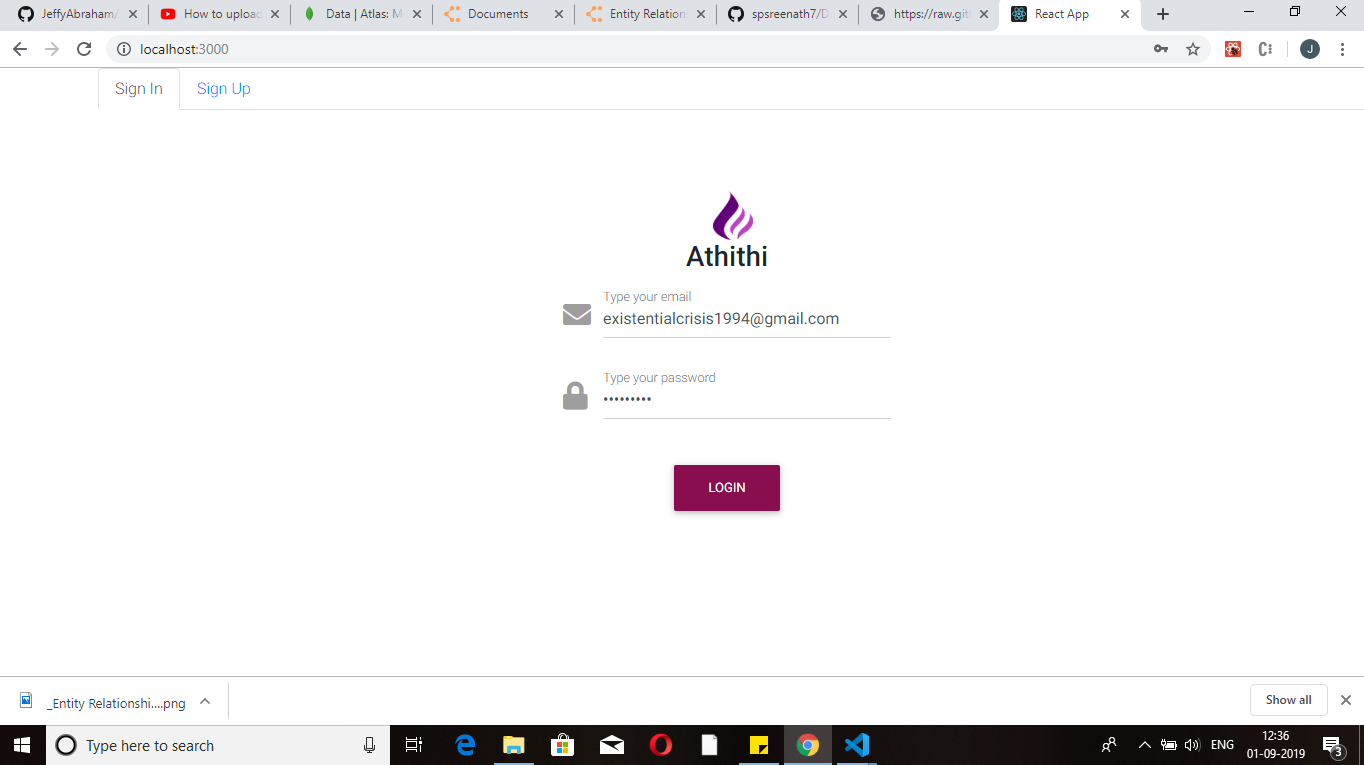 JeffyAbraham/
How to upload
Data | Atlas: M
Documents
Entity Relations
spsreenath7/D
https://raw.git
React App
localhost:3000
J
Sign In
Sign Up
Athithi
Type your email
existentialcrisis1994@gmail.com
Type your password
•••••••••
LOGIN
_Entity Relationshi....png
Show all
Type here to search
ENG
12:36
01-09-2019
3